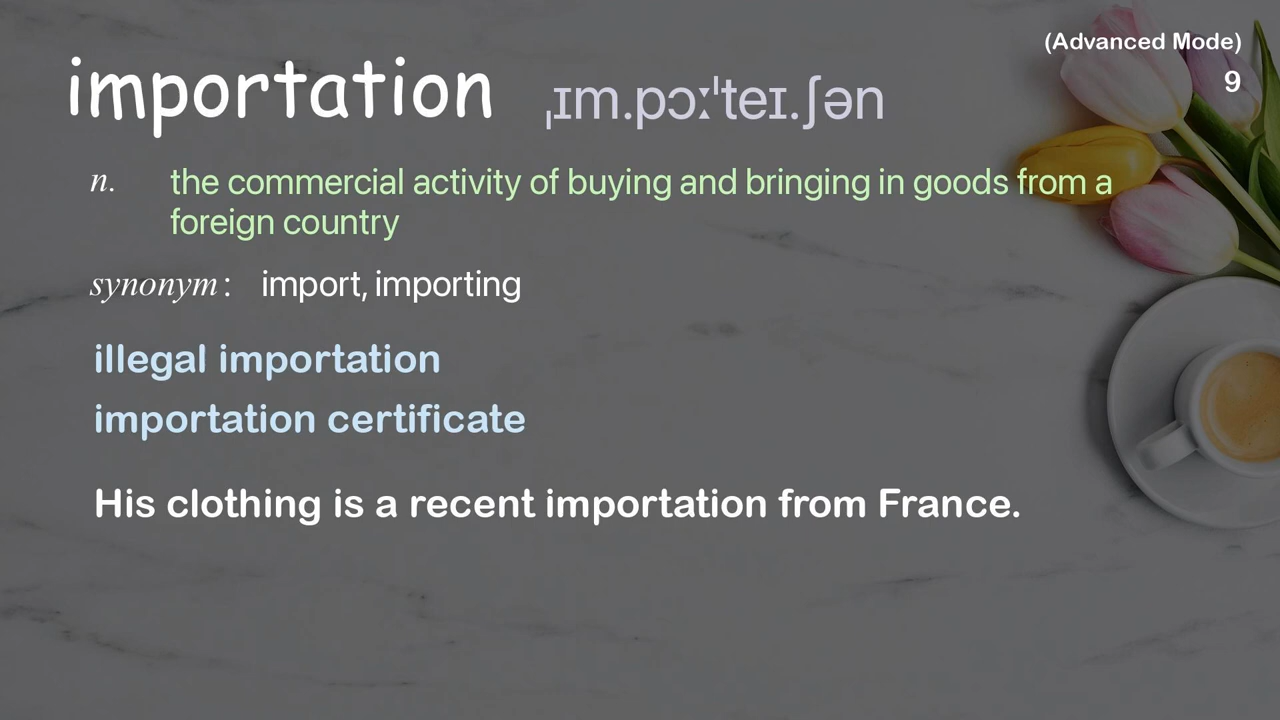 (Advanced Mode)
9
importation ˌɪm.pɔːˈteɪ.ʃən
n. the commercial activity of buying and bringing in goods from a
foreign country
synonym: import, importing
illegal importation
importation certificate
His clothing is a recent importation from France.